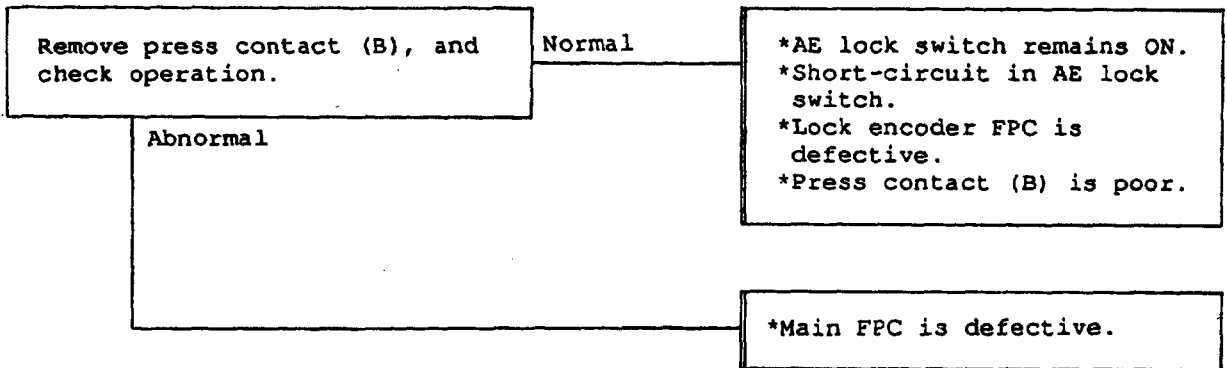 Remove press contact (B), and
check operation.
Normal
*AE lock switch remains ON.
*Short-circuit in AE lock
switch.
*Lock encoder FPC is
defective.
*Press contact (B) is poor.
Abnormal
*Main FPC is defective.